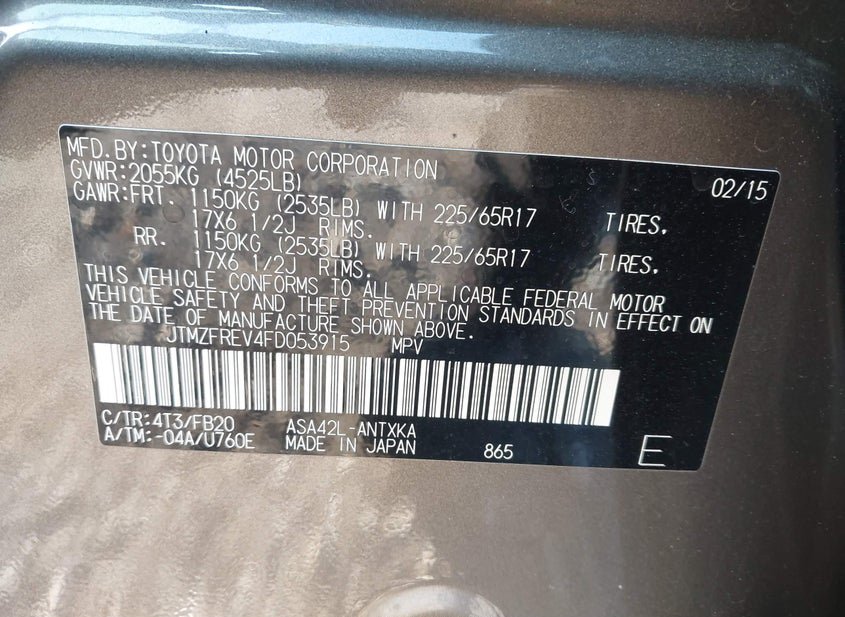 MFD.BY:TOYOTA MOTOR CORPORATION 02/15
GVWR:2055KG (4525LB)
GAWR:FRT. 1150KG (2535LB) WITH 225/65R17 TIRES,
17X6 1/2J RIMS.
RR. 1150KG (2535LB) WITH 225/65R17 TIRES,
17X6 1/2J RIMS.
THIS VEHICLE CONFORMS TO ALL APPLICABLE FEDERAL MOTOR
VEHICLE SAFETY AND THEFT PREVENTION STANDARDS IN EFFECT ON
THE DATE OF MANUFACTURE SHOWN ABOVE.
JTMZFREV4FD053915 MPV
C/TR:4T3/FB20 ASA42L-ANTXKA
A/TM:-04A/U760E MADE IN JAPAN 865 E